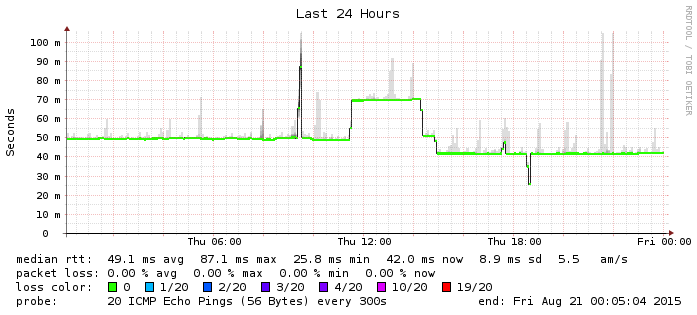 Last 24 Hours
RRDTOOL / TOBI OETIKER
Seconds
100 m
90 m
80 m
70 m
60 m
50 m
40 m
30 m
20 m
10 m
0
Thu 06:00 Thu 12:00 Thu 18:00 Fri 00:00
median rtt: 49.1 ms avg 87.1 ms max 25.8 ms min 42.0 ms now 8.9 ms sd 5.5 am/s
packet loss: 0.00 % avg 0.00 % max 0.00 % min 0.00 % now
loss color: 0 1/20 2/20 3/20 4/20 10/20 19/20
probe: 20 ICMP Echo Pings (56 Bytes) every 300s end: Fri Aug 21 00:05:04 2015